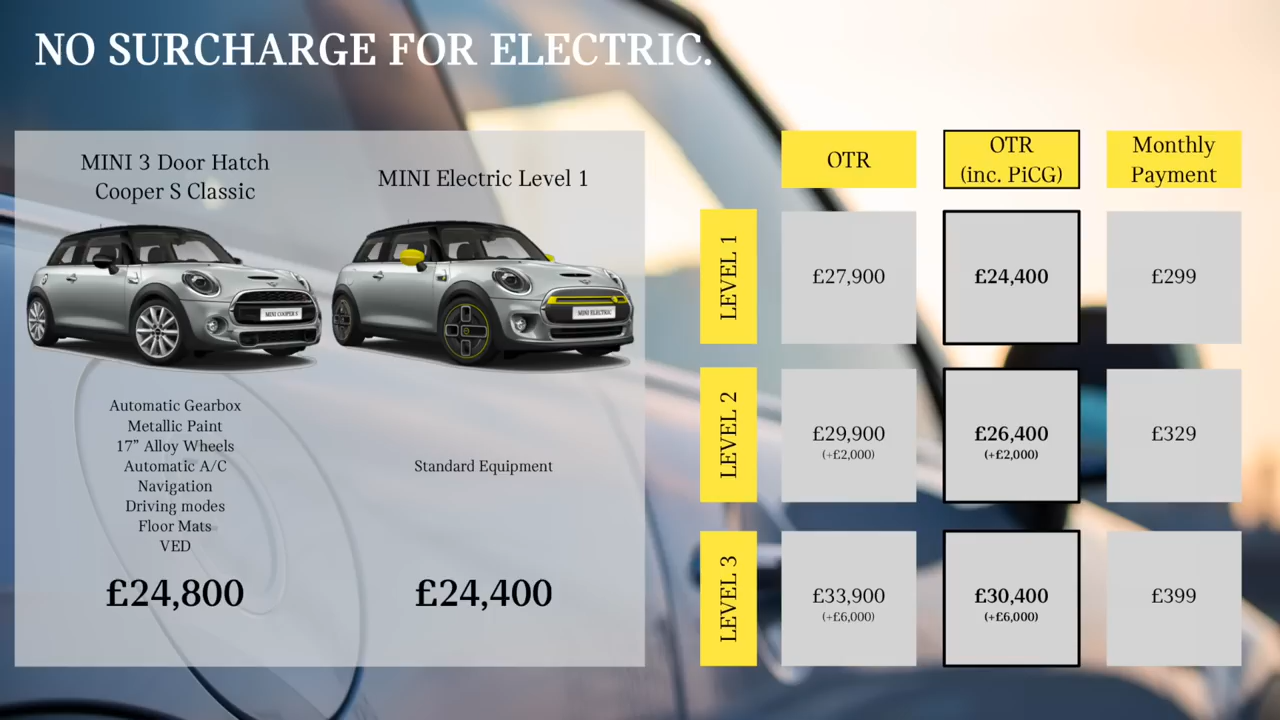 NO SURCHARGE FOR ELECTRIC.
MINI 3 Door Hatch
Cooper S Classic
MINI Electric Level 1
MINI COOPER S
MINI ELECTRIC
Automatic Gearbox
Metallic Paint
17” Alloy Wheels
Automatic A/C
Navigation
Driving modes
Floor Mats
VED
Standard Equipment
£24,800
£24,400
OTR
OTR
(inc. PiCG)
Monthly
Payment
LEVEL 1
£27,900
£24,400
£299
LEVEL 2
£29,900
(+£2,000)
£26,400
(+£2,000)
£329
LEVEL 3
£33,900
(+£6,000)
£30,400
(+£6,000)
£399